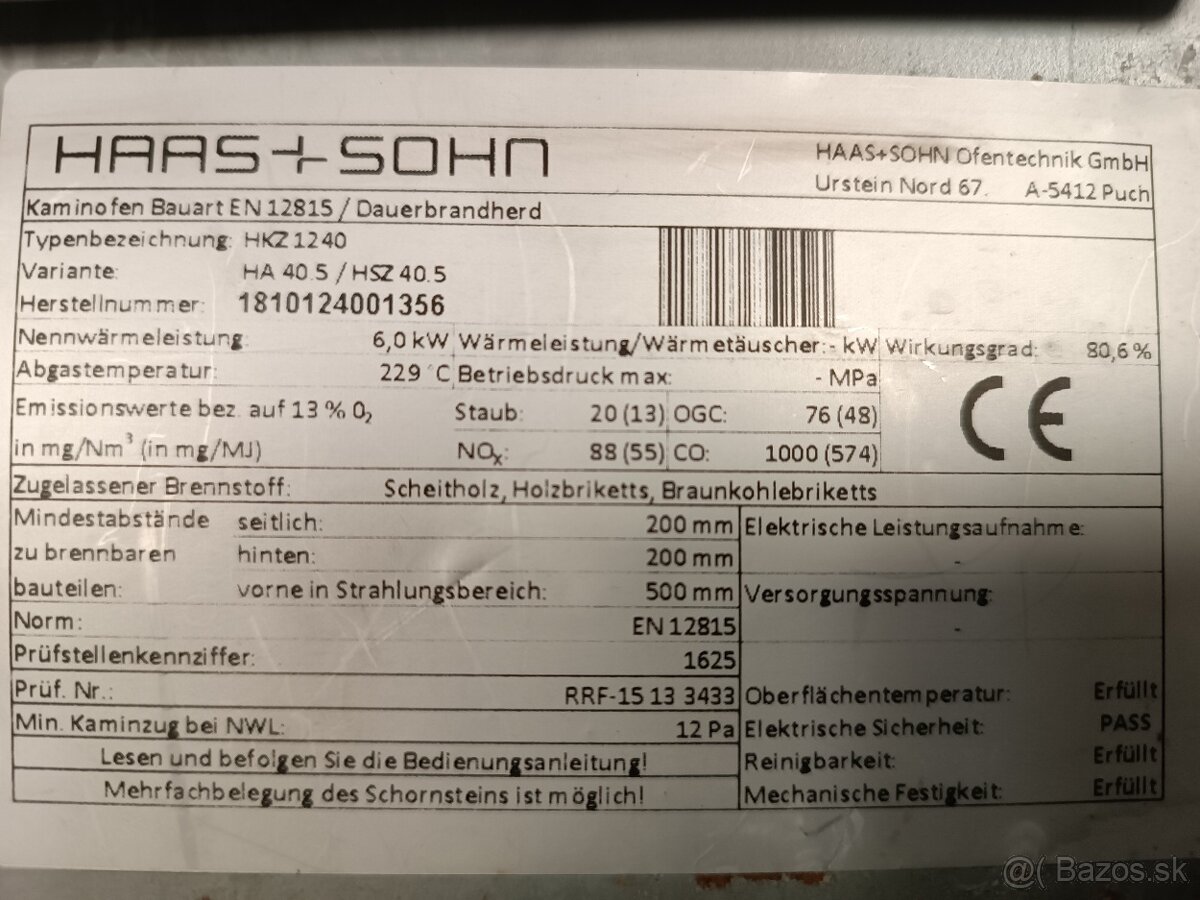 HAAS+SOHN
HAAS+SOHN Ofentechnik GmbH
Urstein Nord 67. A-5412 Puch
Kaminofen Bauart EN 12815 / Dauerbrandherd
Typenbezeichnung: HKZ 1240
Variante: HA 40.5 / HSZ 40.5
Herstellnummer: 1810124001356
Nennwärmeleistung: 6,0 kW Wärmeleistung/Wärmetäuscher: - kW Wirkungsgrad: 80,6 %
Abgastemperatur: 229 °C Betriebsdruck max: - MPa
CE
Emissionswerte bez. auf 13 % O₂ Staub: 20 (13) OGC: 76 (48)
in mg/Nm³ (in mg/MJ) NOₓ: 88 (55) CO: 1000 (574)
Zugelassener Brennstoff: Scheitholz, Holzbriketts, Braunkohlebriketts
Mindestabstände seitlich: 200 mm Elektrische Leistungsaufnahme:
zu brennbaren hinten: 200 mm -
bauteilen: vorne in Strahlungsbereich: 500 mm Versorgungsspannung:
Norm: EN 12815 -
Prüfstellenkennziffer: 1625
Prüf. Nr.: RRF-15 13 3433 Oberflächentemperatur: Erfüllt
Min. Kaminzug bei NWL: 12 Pa Elektrische Sicherheit: PASS
Lesen und befolgen Sie die Bedienungsanleitung! Reinigbarkeit: Erfüllt
Mehrfachbelegung des Schornsteins ist möglich! Mechanische Festigkeit: Erfüllt
@( Bazos.sk